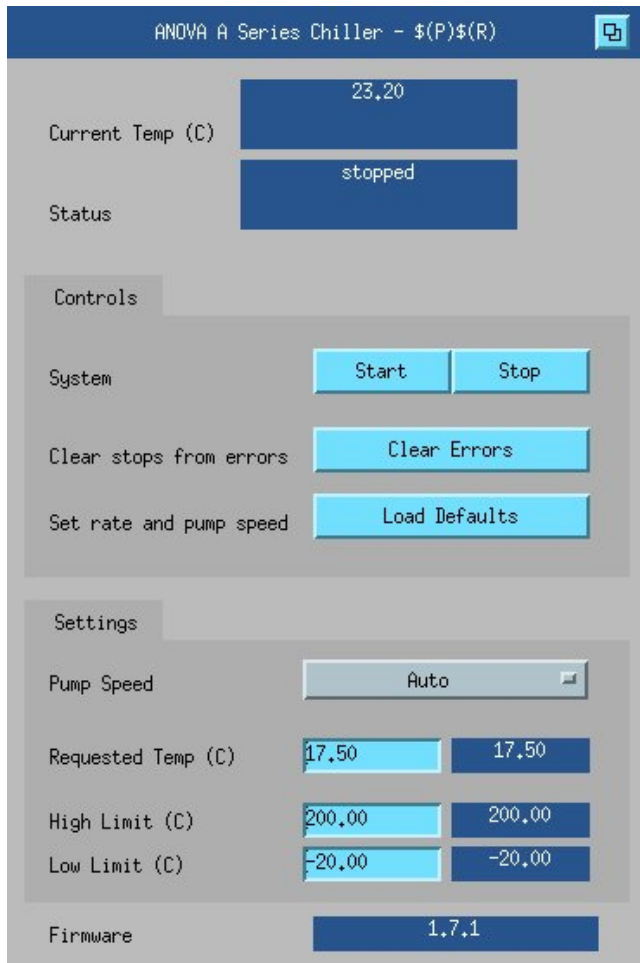 ANOVA A Series Chiller - $(P)$(R)
23.20
Current Temp (C)
stopped
Status
Controls
System Start Stop
Clear stops from errors Clear Errors
Set rate and pump speed Load Defaults
Settings
Pump Speed Auto
Requested Temp (C) 17.50 17.50
High Limit (C) 200.00 200.00
Low Limit (C) -20.00 -20.00
Firmware 1.7.1